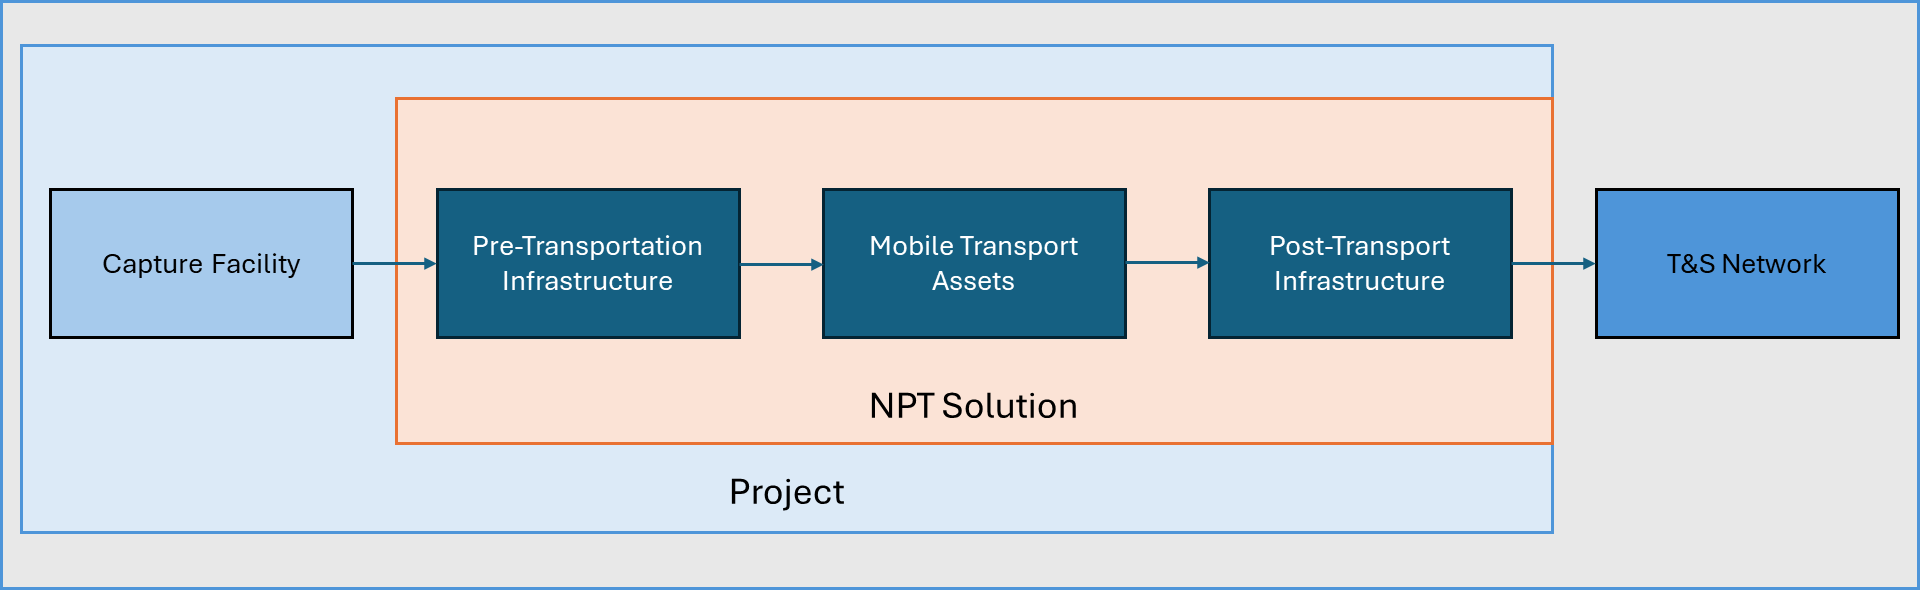 Capture Facility
Pre-Transportation
Infrastructure
Mobile Transport
Assets
Post-Transport
Infrastructure
T&S Network
NPT Solution
Project